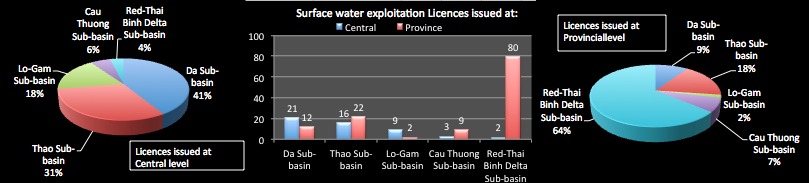 Cau
Thuong
Sub-basin
6%
Red-Thai
Binh Delta
Sub-basin
4%
Lo-Gam
Sub-basin
18%
Da Sub-
basin
41%
Thao Sub-
basin
31%
Licences issued at
Central level
Surface water exploitation Licences issued at:
Central
Province
100
80
60
40
20
0
21
12
16
22
9
2
3
9
2
80
Da Sub-
basin
Thao Sub-
basin
Lo-Gam
Sub-basin
Cau Thuong
Sub-basin
Red-Thai
Binh Delta
Sub-basin
Licences issued at
Provinciallevel
Da Sub-
basin
9%
Thao Sub-
basin
18%
Lo-Gam
Sub-basin
2%
Cau Thuong
Sub-basin
7%
Red-Thai
Binh Delta
Sub-basin
64%